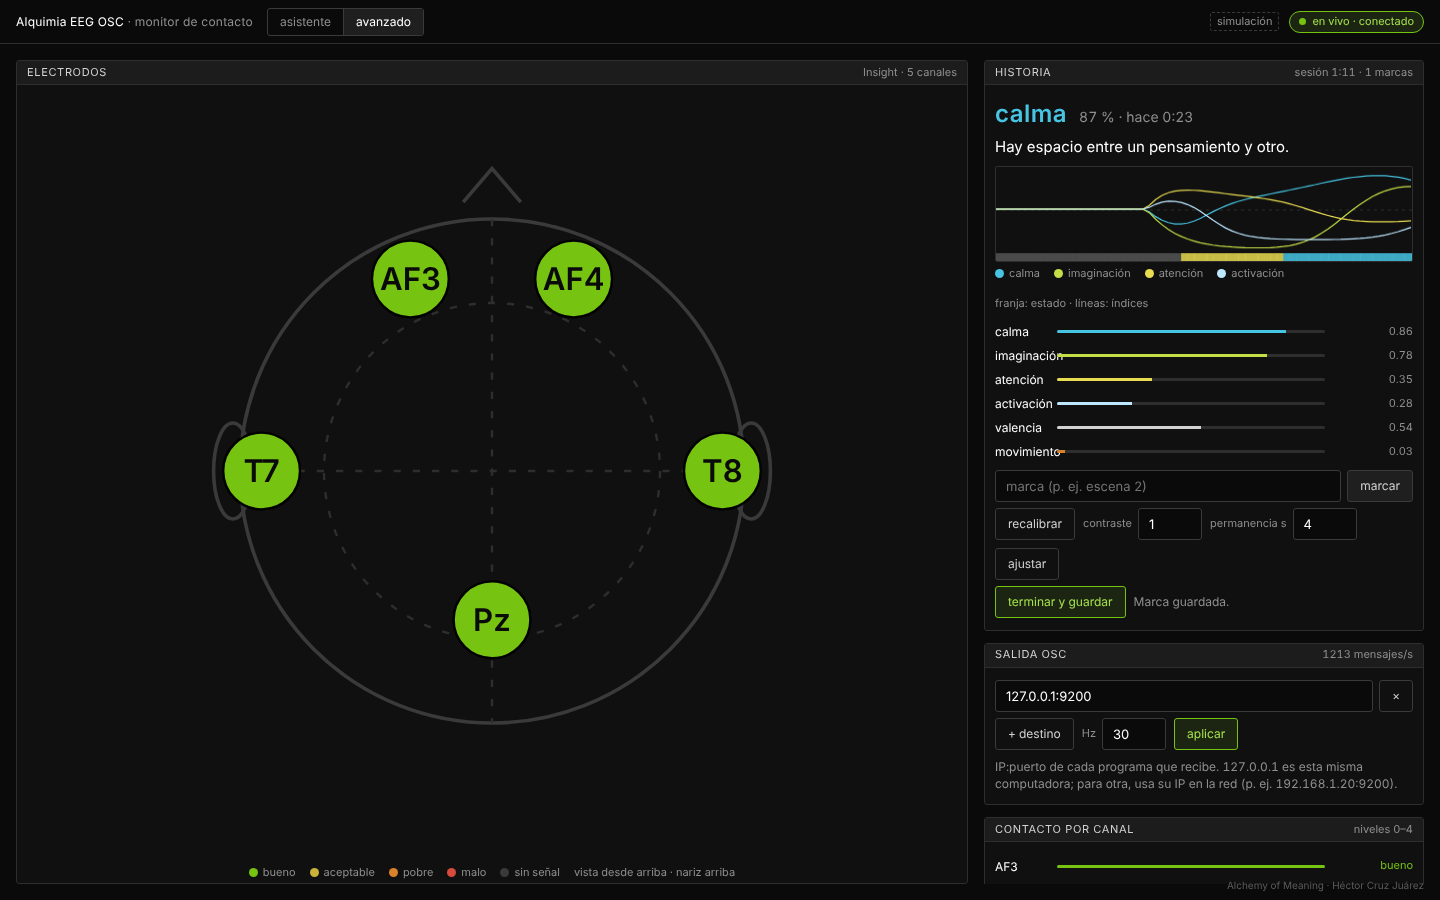 Alquimia EEG OSC · monitor de contacto
asistente
avanzado
simulación
en vivo · conectado
ELECTRODOS
Insight · 5 canales
AF3
AF4
T7
T8
Pz
bueno
aceptable
pobre
malo
sin señal
vista desde arriba · nariz arriba
HISTORIA
sesión 1:11 · 1 marcas
calma 87 % · hace 0:23
Hay espacio entre un pensamiento y otro.
calma
imaginación
atención
activación
franja: estado · líneas: índices
calma 0.86
imaginación 0.78
atención 0.35
activación 0.28
valencia 0.54
movimiento 0.03
marca (p. ej. escena 2)
marcar
recalibrar
contraste 1
permanencia s 4
ajustar
terminar y guardar
Marca guardada.
SALIDA OSC
1213 mensajes/s
127.0.0.1:9200
×
+ destino
Hz 30
aplicar
IP:puerto de cada programa que recibe. 127.0.0.1 es esta misma
computadora; para otra, usa su IP en la red (p. ej. 192.168.1.20:9200).
CONTACTO POR CANAL
niveles 0–4
AF3 bueno
Alchemy of Meaning · Héctor Cruz Juárez